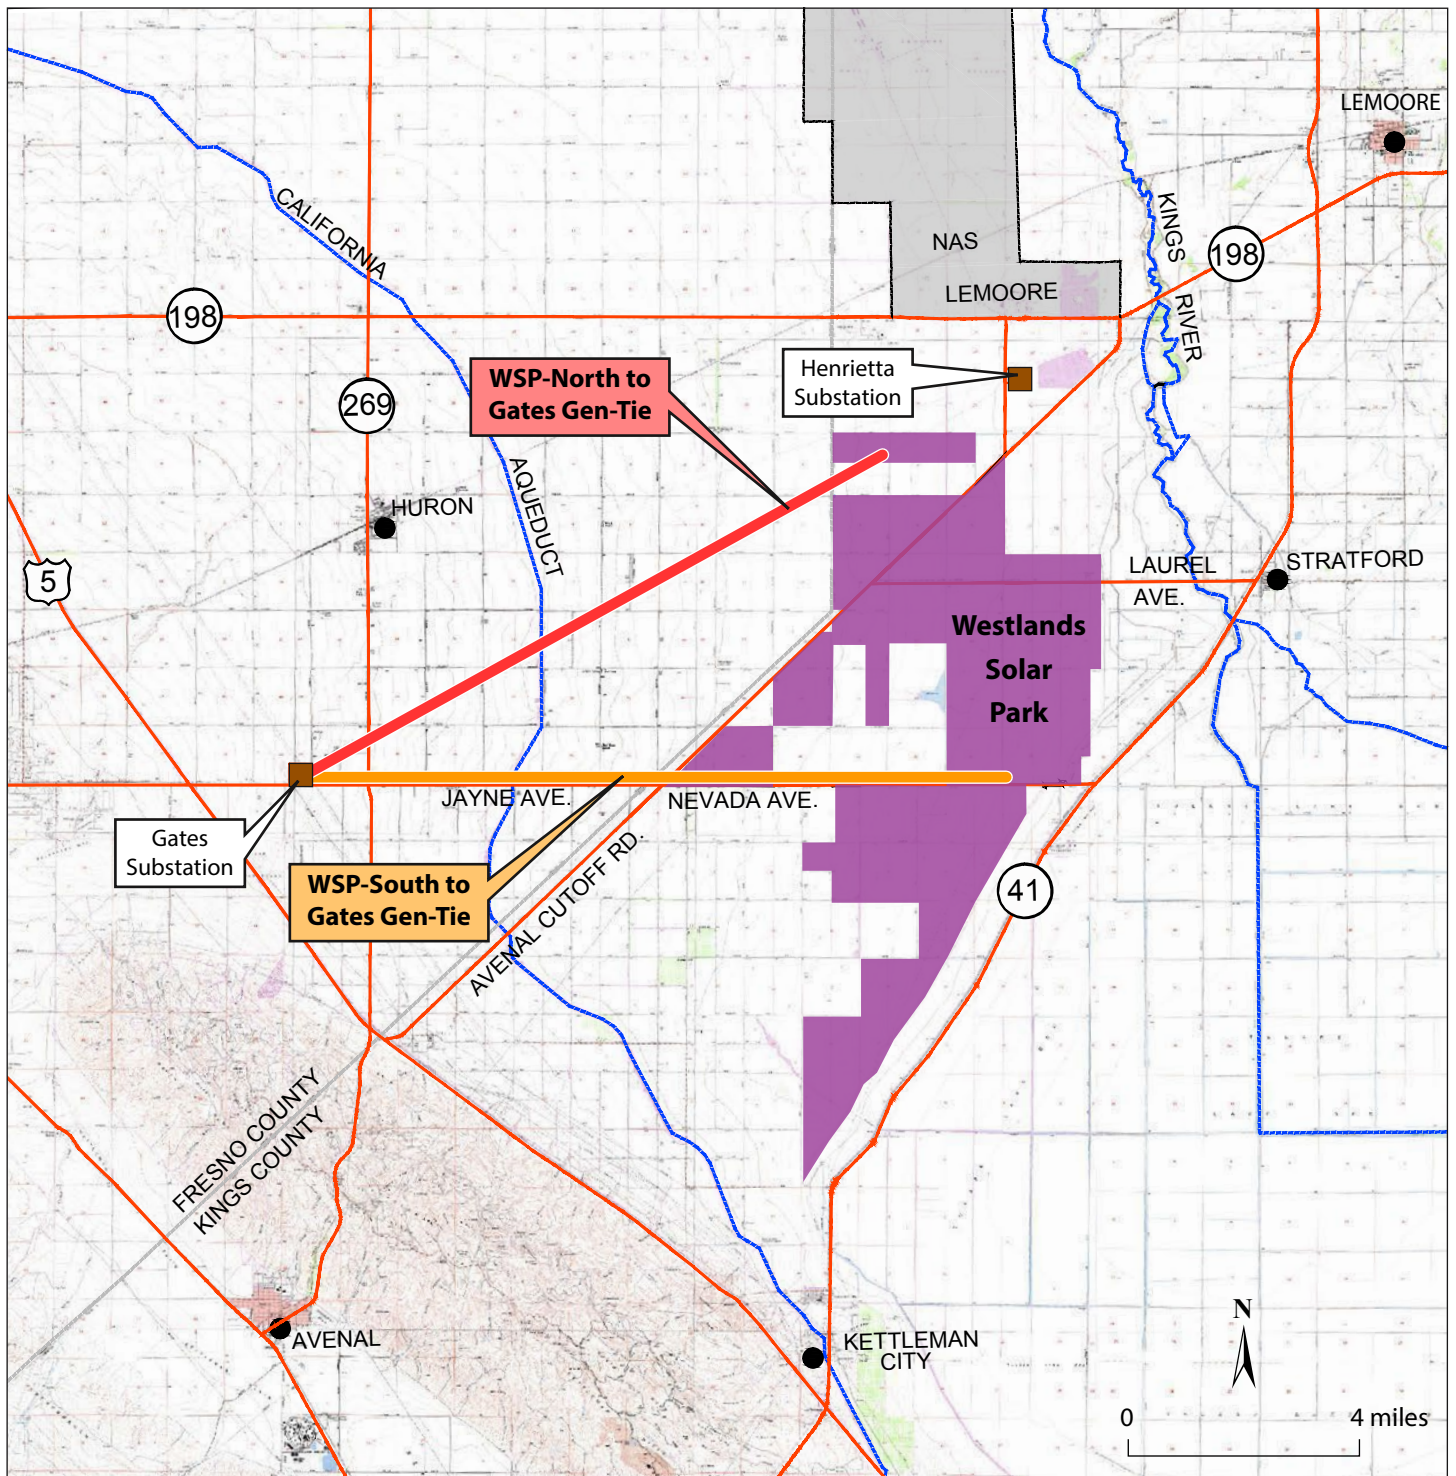 LEMOORE
KINGS
RIVER
CALIFORNIA
AQUEDUCT
NAS
LEMOORE
198
198
WSP-North to
Gates Gen-Tie
Henrietta
Substation
269
HURON
5
LAUREL
AVE.
STRATFORD
Westlands
Solar
Park
JAYNE AVE.
NEVADA AVE.
Gates
Substation
WSP-South to
Gates Gen-Tie
AVENAL CUTOFF RD.
41
FRESNO COUNTY
KINGS COUNTY
AVENAL
KETTLEMAN
CITY
N
0 4 miles